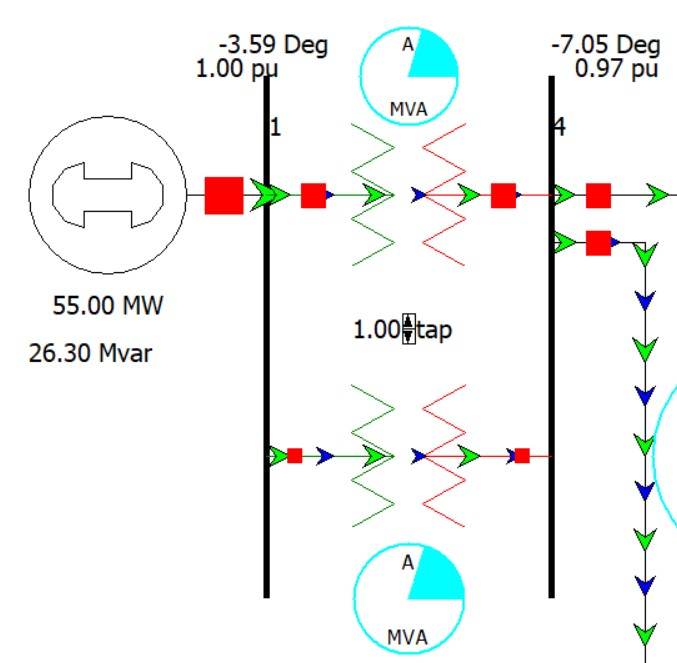 -3.59 Deg
1.00 pu
A
MVA
-7.05 Deg
0.97 pu
1
4
55.00 MW
26.30 Mvar
1.00 tap
A
MVA